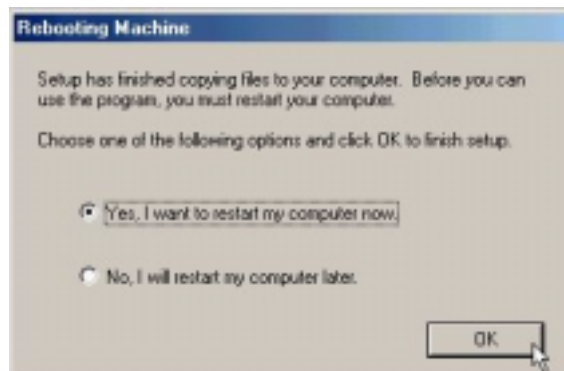 Rebooting Machine
Setup has finished copying files to your computer. Before you can
use the program, you must restart your computer.
Choose one of the following options and click OK to finish setup.
Yes, I want to restart my computer now.
No, I will restart my computer later.
OK